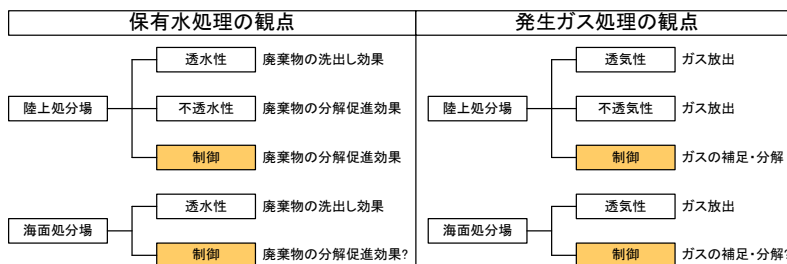 保有水処理の観点
発生ガス処理の観点
透水性 廃棄物の洗出し効果
陸上処分場 不透水性 廃棄物の分解促進効果
制御 廃棄物の分解促進効果
透水性 廃棄物の洗出し効果
海面処分場
制御 廃棄物の分解促進効果?
透気性 ガス放出
陸上処分場 不透気性 ガス放出
制御 ガスの補足・分解
透気性 ガス放出
海面処分場
制御 ガスの補足・分解?